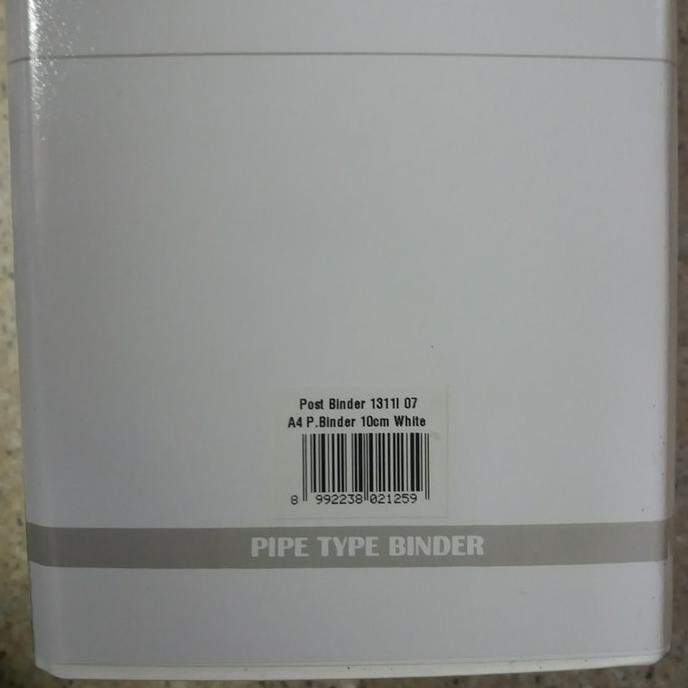 Post Binder 1311I 07
A4 P.Binder 10cm White
8 992238 021259
PIPE TYPE BINDER